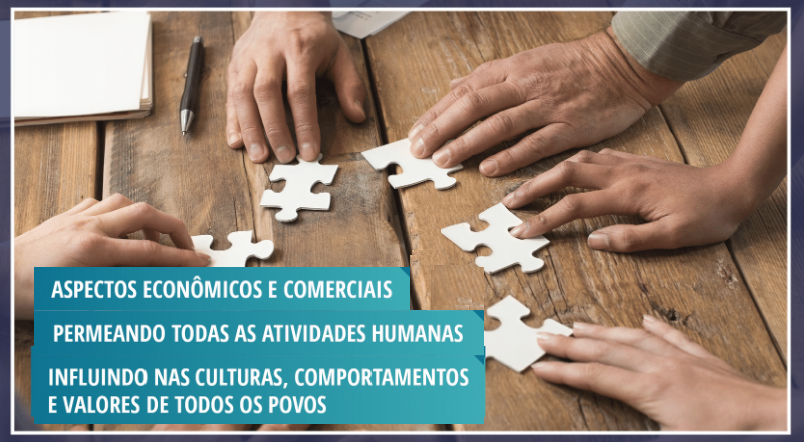 ASPECTOS ECONÔMICOS E COMERCIAIS
PERMEANDO TODAS AS ATIVIDADES HUMANAS
INFLUINDO NAS CULTURAS, COMPORTAMENTOS
E VALORES DE TODOS OS POVOS